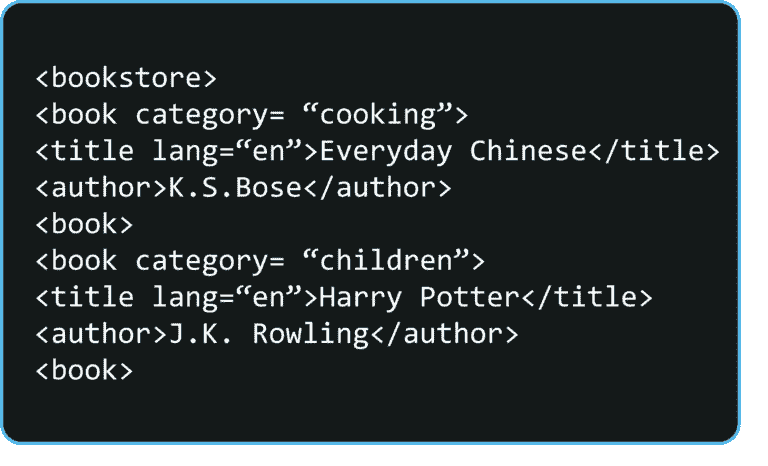 <bookstore>
<book category= “cooking”>
<title lang=“en”>Everyday Chinese</title>
<author>K.S.Bose</author>
<book>
<book category= “children”>
<title lang=“en”>Harry Potter</title>
<author>J.K. Rowling</author>
<book>